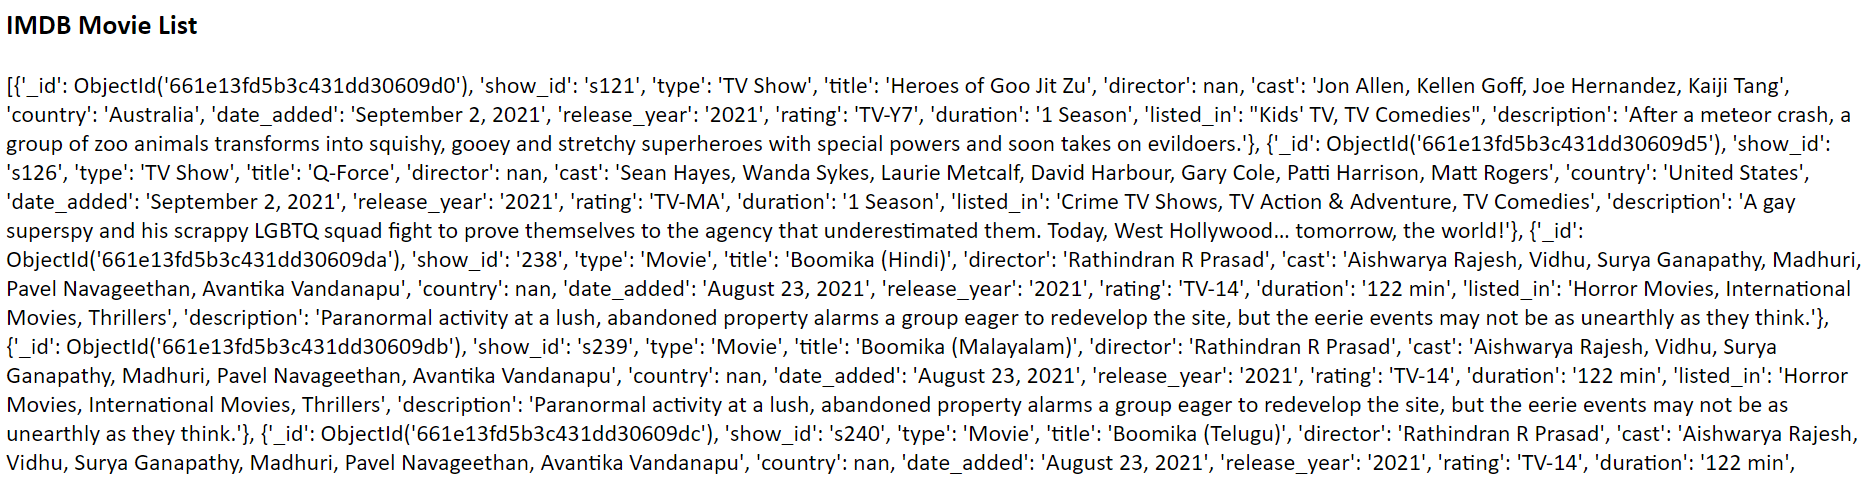 IMDB Movie List
[{'_id': ObjectId('661e13fd5b3c431dd30609d0'), 'show_id': 's121', 'type': 'TV Show', 'title': 'Heroes of Goo Jit Zu', 'director': nan, 'cast': 'Jon Allen, Kellen Goff, Joe Hernandez, Kaiji Tang',
'country': 'Australia', 'date_added': 'September 2, 2021', 'release_year': '2021', 'rating': 'TV-Y7', 'duration': '1 Season', 'listed_in': "Kids' TV, TV Comedies", 'description': 'After a meteor crash, a
group of zoo animals transforms into squishy, gooey and stretchy superheroes with special powers and soon takes on evildoers.'}, {'_id': ObjectId('661e13fd5b3c431dd30609d5'), 'show_id':
's126', 'type': 'TV Show', 'title': 'Q-Force', 'director': nan, 'cast': 'Sean Hayes, Wanda Sykes, Laurie Metcalf, David Harbour, Gary Cole, Patti Harrison, Matt Rogers', 'country': 'United States',
'date_added': 'September 2, 2021', 'release_year': '2021', 'rating': 'TV-MA', 'duration': '1 Season', 'listed_in': 'Crime TV Shows, TV Action & Adventure, TV Comedies', 'description': 'A gay
superspy and his scrappy LGBTQ squad fight to prove themselves to the agency that underestimated them. Today, West Hollywood… tomorrow, the world!'}, {'_id':
ObjectId('661e13fd5b3c431dd30609da'), 'show_id': '238', 'type': 'Movie', 'title': 'Boomika (Hindi)', 'director': 'Rathindran R Prasad', 'cast': 'Aishwarya Rajesh, Vidhu, Surya Ganapathy, Madhuri,
Pavel Navageethan, Avantika Vandanapu', 'country': nan, 'date_added': 'August 23, 2021', 'release_year': '2021', 'rating': 'TV-14', 'duration': '122 min', 'listed_in': 'Horror Movies, International
Movies, Thrillers', 'description': 'Paranormal activity at a lush, abandoned property alarms a group eager to redevelop the site, but the eerie events may not be as unearthly as they think.'},
{'_id': ObjectId('661e13fd5b3c431dd30609db'), 'show_id': 's239', 'type': 'Movie', 'title': 'Boomika (Malayalam)', 'director': 'Rathindran R Prasad', 'cast': 'Aishwarya Rajesh, Vidhu, Surya
Ganapathy, Madhuri, Pavel Navageethan, Avantika Vandanapu', 'country': nan, 'date_added': 'August 23, 2021', 'release_year': '2021', 'rating': 'TV-14', 'duration': '122 min', 'listed_in': 'Horror
Movies, International Movies, Thrillers', 'description': 'Paranormal activity at a lush, abandoned property alarms a group eager to redevelop the site, but the eerie events may not be as
unearthly as they think.'}, {'_id': ObjectId('661e13fd5b3c431dd30609dc'), 'show_id': 's240', 'type': 'Movie', 'title': 'Boomika (Telugu)', 'director': 'Rathindran R Prasad', 'cast': 'Aishwarya Rajesh,
Vidhu, Surya Ganapathy, Madhuri, Pavel Navageethan, Avantika Vandanapu', 'country': nan, 'date_added': 'August 23, 2021', 'release_year': '2021', 'rating': 'TV-14', 'duration': '122 min',